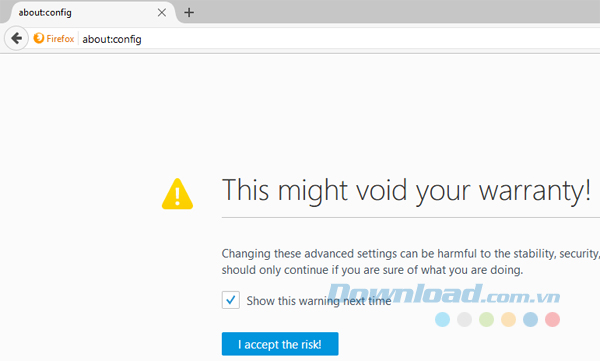 about:config
Firefox about:config
This might void your warranty!
Changing these advanced settings can be harmful to the stability, security,
should only continue if you are sure of what you are doing.
Show this warning next time
Download.com.vn
I accept the risk!